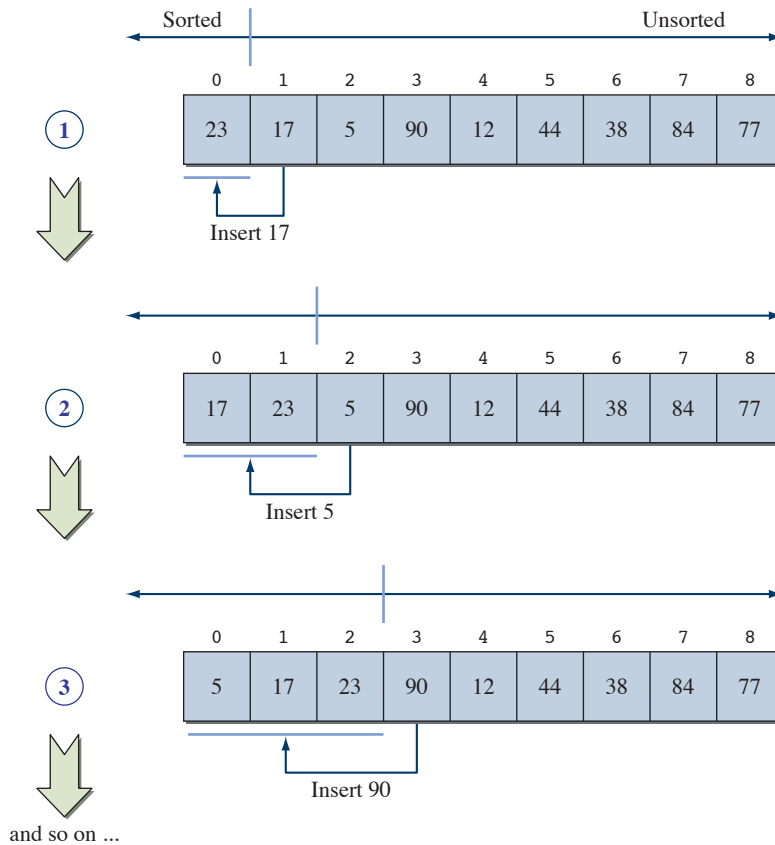 Sorted Unsorted
0 1 2 3 4 5 6 7 8
1 23 17 5 90 12 44 38 84 77
Insert 17
0 1 2 3 4 5 6 7 8
2 17 23 5 90 12 44 38 84 77
Insert 5
0 1 2 3 4 5 6 7 8
3 5 17 23 90 12 44 38 84 77
Insert 90
and so on ...